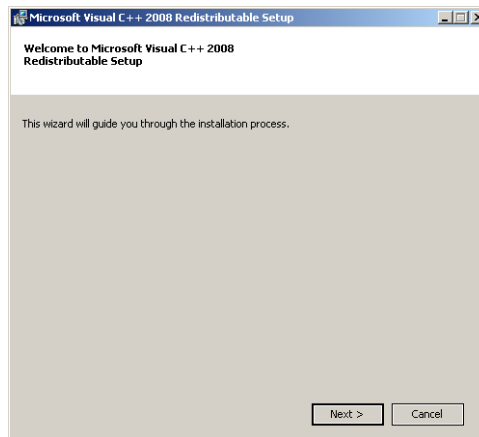 Microsoft Visual C++ 2008 Redistributable Setup
Welcome to Microsoft Visual C++ 2008
Redistributable Setup
This wizard will guide you through the installation process.
Next >
Cancel